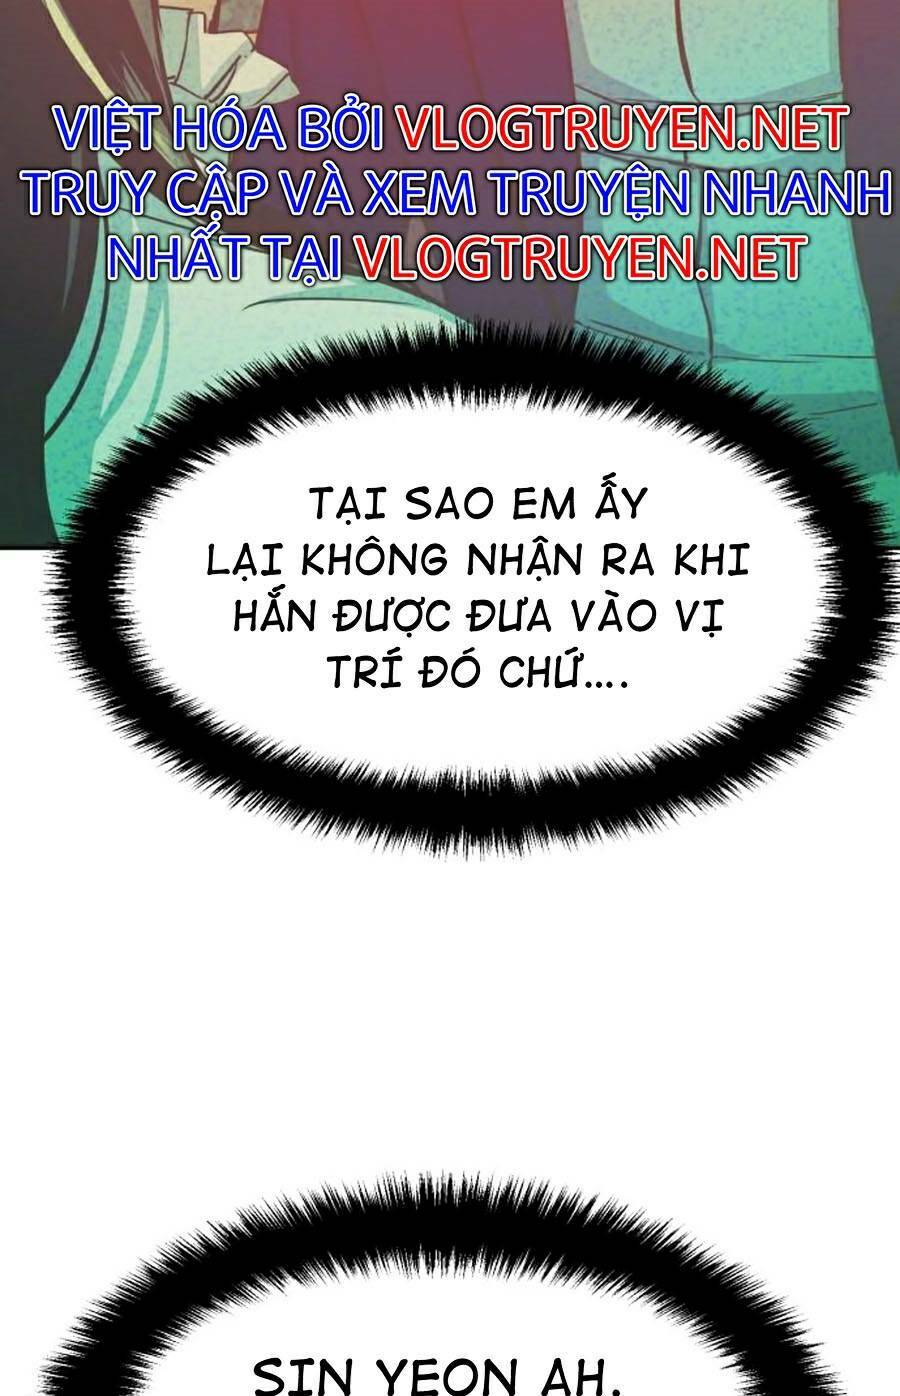 VIỆT HÓA BỞI VLOGTRUYEN.NET
TRUY CẬP VÀ XEM TRUYỆN NHANH
NHẤT TẠI VLOGTRUYEN.NET
TẠI SAO EM ẤY
LẠI KHÔNG NHẬN RA KHI
HẮN ĐƯỢC ĐƯA VÀO VỊ
TRÍ ĐÓ CHỨ....
SIN YEON AH.